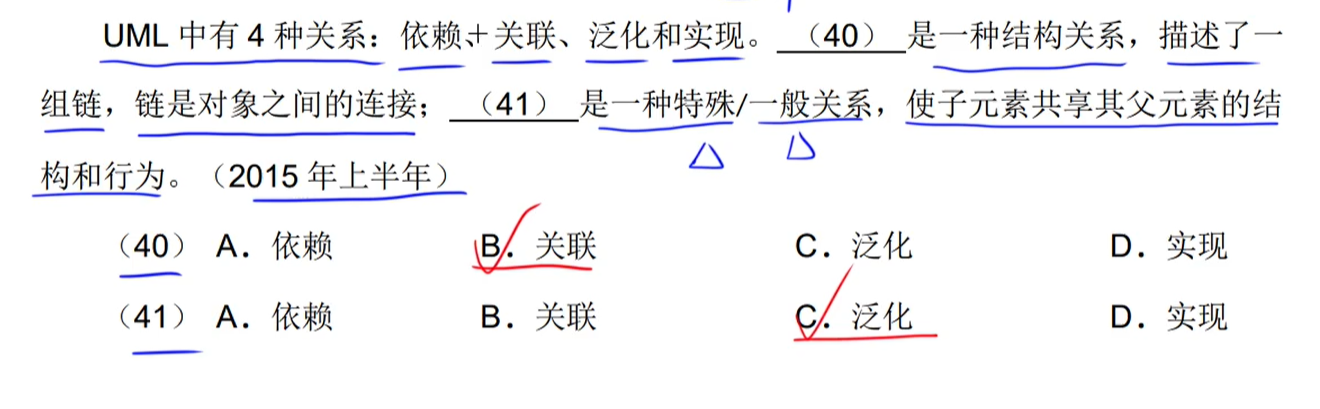 UML 中有 4 种关系：依赖、关联、泛化和实现。（40）是一种结构关系，描述了一
组链，链是对象之间的连接；（41）是一种特殊/一般关系，使子元素共享其父元素的结
构和行为。（2015 年上半年）
（40） A．依赖 B．关联 C．泛化 D．实现
（41） A．依赖 B．关联 C．泛化 D．实现